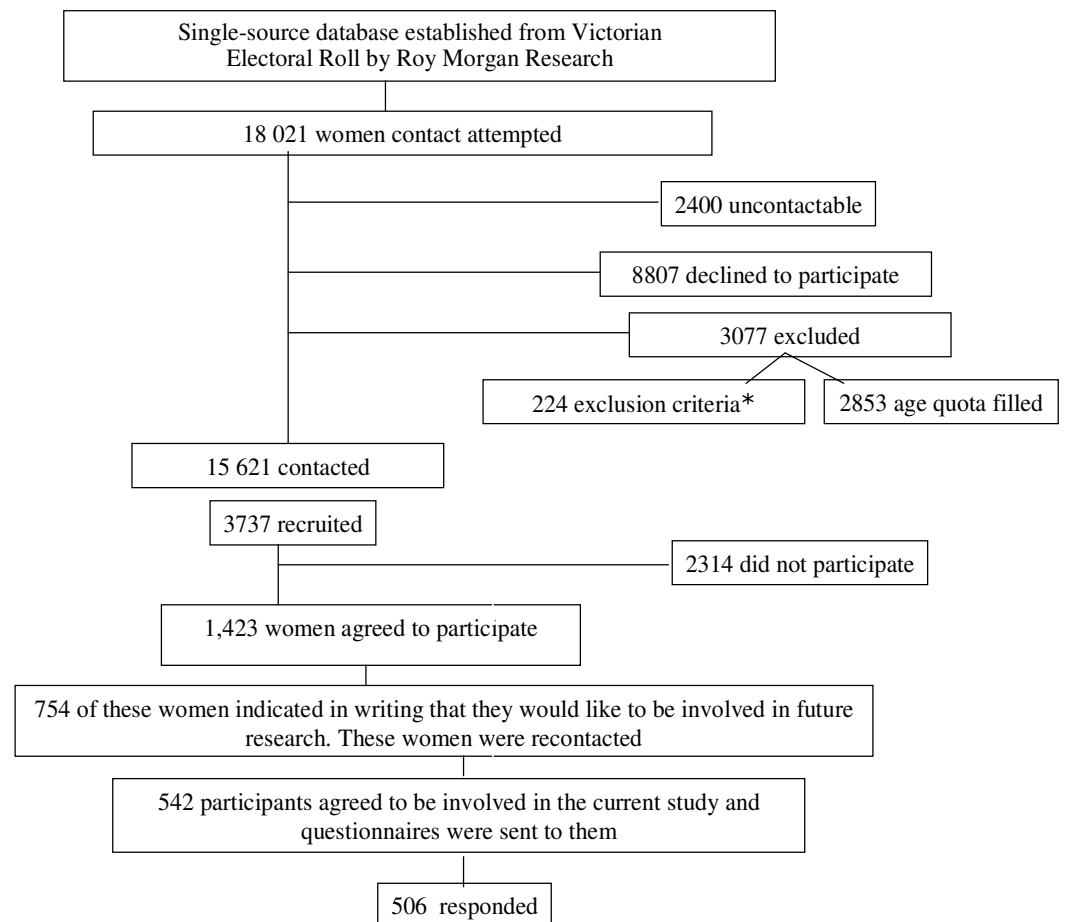 Single-source database established from Victorian
Electoral Roll by Roy Morgan Research
18 021 women contact attempted
2400 uncontactable
8807 declined to participate
3077 excluded
224 exclusion criteria*
2853 age quota filled
15 621 contacted
3737 recruited
2314 did not participate
1,423 women agreed to participate
754 of these women indicated in writing that they would like to be involved in future
research. These women were recontacted
542 participants agreed to be involved in the current study and
questionnaires were sent to them
506 responded